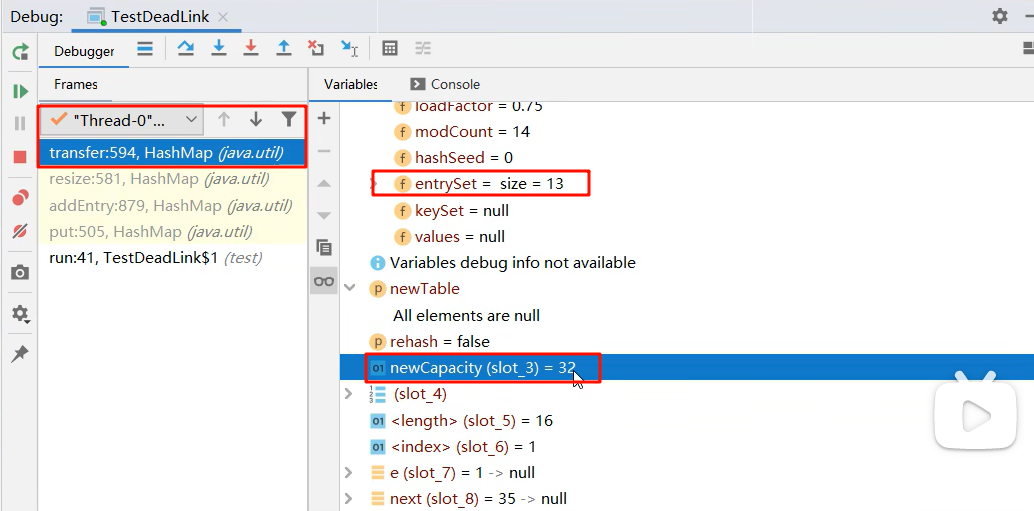 Debug: TestDeadLink
Debugger
Frames
"Thread-0"...
transfer:594, HashMap (java.util)
resize:581, HashMap (java.util)
addEntry:879, HashMap (java.util)
put:505, HashMap (java.util)
run:41, TestDeadLink$1 (test)
Variables Console
loadFactor = 0.75
modCount = 14
hashSeed = 0
entrySet = size = 13
keySet = null
values = null
Variables debug info not available
newTable
All elements are null
rehash = false
newCapacity (slot_3) = 32
(slot_4)
<length> (slot_5) = 16
<index> (slot_6) = 1
e (slot_7) = 1 -> null
next (slot_8) = 35 -> null